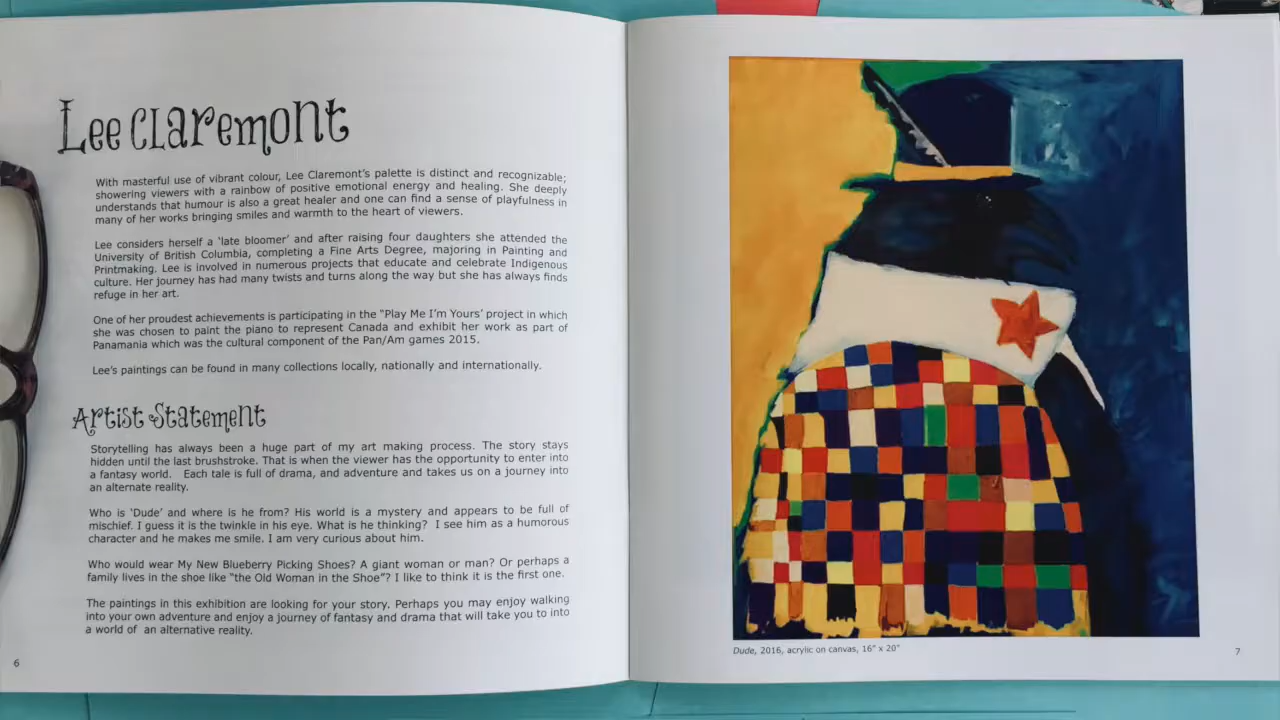 Lee Claremont
With masterful use of vibrant colour, Lee Claremont's palette is distinct and recognizable;
showering viewers with a rainbow of positive emotional energy and healing. She deeply
understands that humour is also a great healer and one can find a sense of playfulness in
many of her works bringing smiles and warmth to the heart of viewers.
Lee considers herself a 'late bloomer' and after raising four daughters she attended the
University of British Columbia, completing a Fine Arts Degree, majoring in Painting and
Printmaking. Lee is involved in numerous projects that educate and celebrate Indigenous
culture. Her journey has had many twists and turns along the way but she has always finds
refuge in her art.
One of her proudest achievements is participating in the "Play Me I'm Yours' project in which
she was chosen to paint the piano to represent Canada and exhibit her work as part of
Panamania which was the cultural component of the Pan/Am games 2015.
Lee's paintings can be found in many collections locally, nationally and internationally.
Artist Statement
Storytelling has always been a huge part of my art making process. The story stays
hidden until the last brushstroke. That is when the viewer has the opportunity to enter into
a fantasy world. Each tale is full of drama, and adventure and takes us on a journey into
an alternate reality.
Who is 'Dude' and where is he from? His world is a mystery and appears to be full of
mischief. I guess it is the twinkle in his eye. What is he thinking? I see him as a humorous
character and he makes me smile. I am very curious about him.
Who would wear My New Blueberry Picking Shoes? A giant woman or man? Or perhaps a
family lives in the shoe like "the Old Woman in the Shoe"? I like to think it is the first one.
The paintings in this exhibition are looking for your story. Perhaps you may enjoy walking
into your own adventure and enjoy a journey of fantasy and drama that will take you to into
a world of an alternative reality.
6
Dude, 2016, acrylic on canvas, 16" x 20"
7